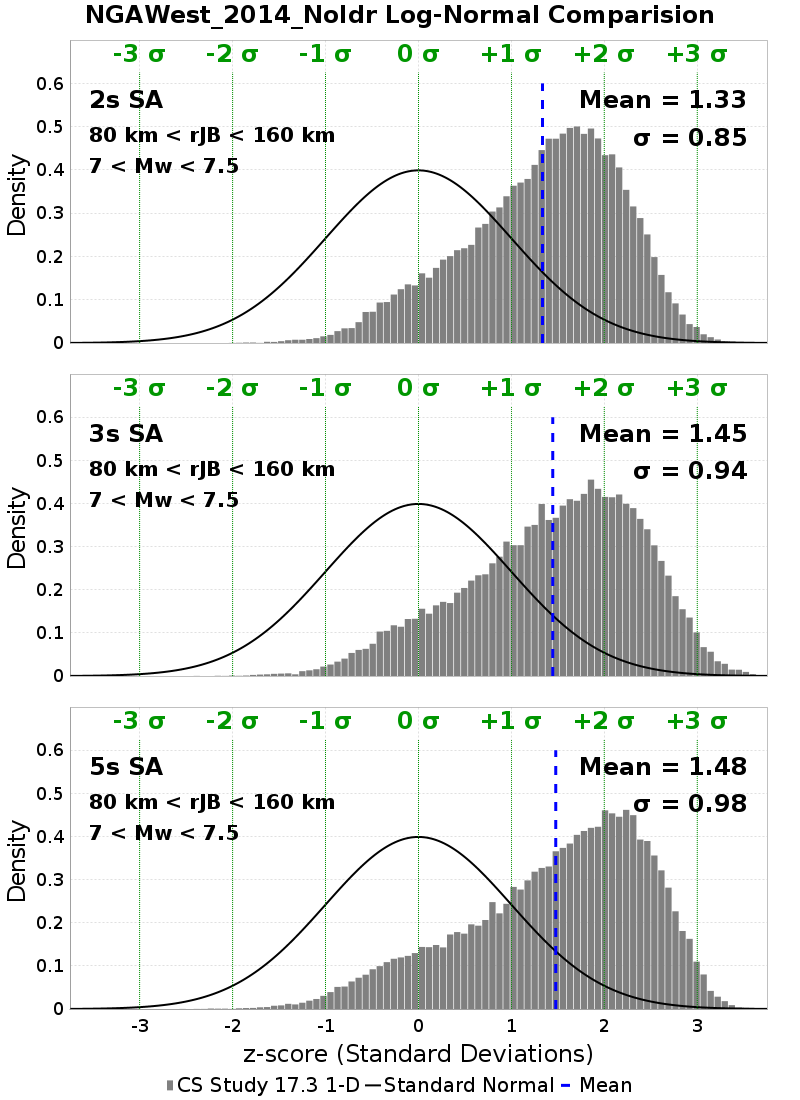 NGAWest_2014_NoIdr Log-Normal Comparision
-3 σ -2 σ -1 σ 0 σ +1 σ +2 σ +3 σ
0.6
2s SA Mean = 1.33
0.5
80 km < rJB < 160 km σ = 0.85
7 < Mw < 7.5
0.4
Density
0.3
0.2
0.1
0
-3 σ -2 σ -1 σ 0 σ +1 σ +2 σ +3 σ
0.6
3s SA Mean = 1.45
0.5
80 km < rJB < 160 km σ = 0.94
7 < Mw < 7.5
0.4
Density
0.3
0.2
0.1
0
-3 σ -2 σ -1 σ 0 σ +1 σ +2 σ +3 σ
0.6
5s SA Mean = 1.48
0.5
80 km < rJB < 160 km σ = 0.98
7 < Mw < 7.5
0.4
Density
0.3
0.2
0.1
0
-3 -2 -1 0 1 2 3
z-score (Standard Deviations)
CS Study 17.3 1-D Standard Normal Mean